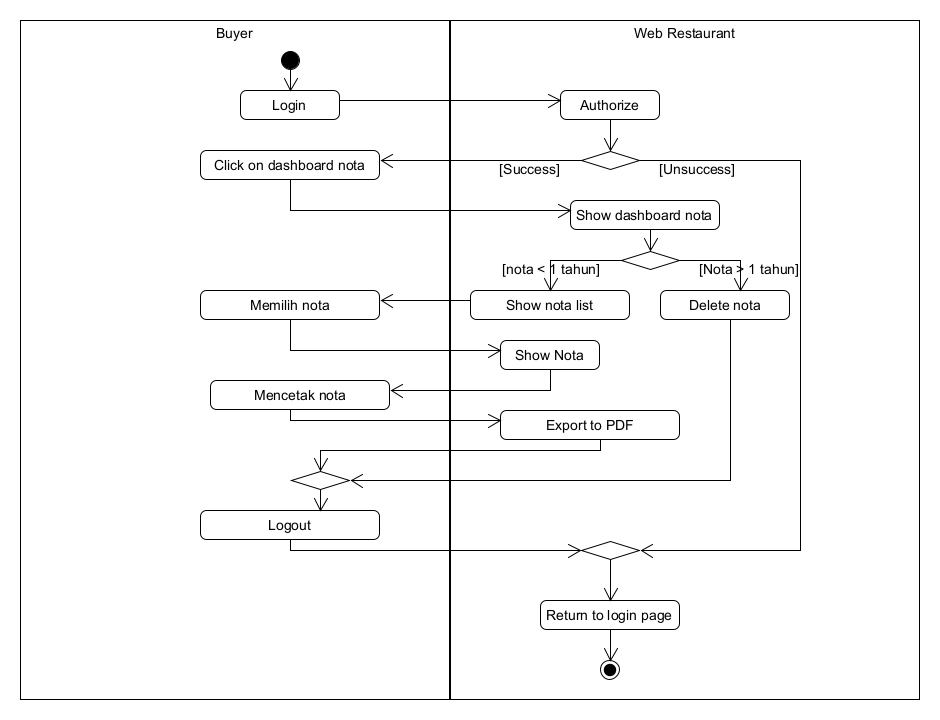 Buyer
Web Restaurant
Login
Authorize
Click on dashboard nota
[Success]
[Unsuccess]
Show dashboard nota
[nota < 1 tahun]
[Nota > 1 tahun]
Memilih nota
Show nota list
Delete nota
Show Nota
Mencetak nota
Export to PDF
Logout
Return to login page